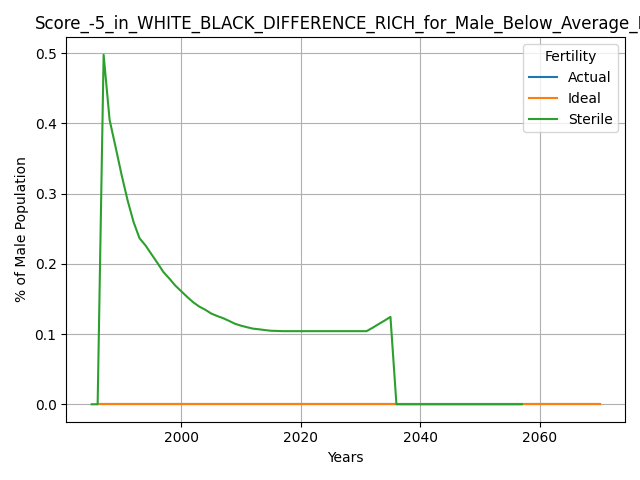 Score_-5_in_WHITE_BLACK_DIFFERENCE_RICH_for_Male_Below_Average_
Fertility
Actual
Ideal
Sterile
% of Male Population
0.5
0.4
0.3
0.2
0.1
0.0
2000
2020
2040
2060
Years